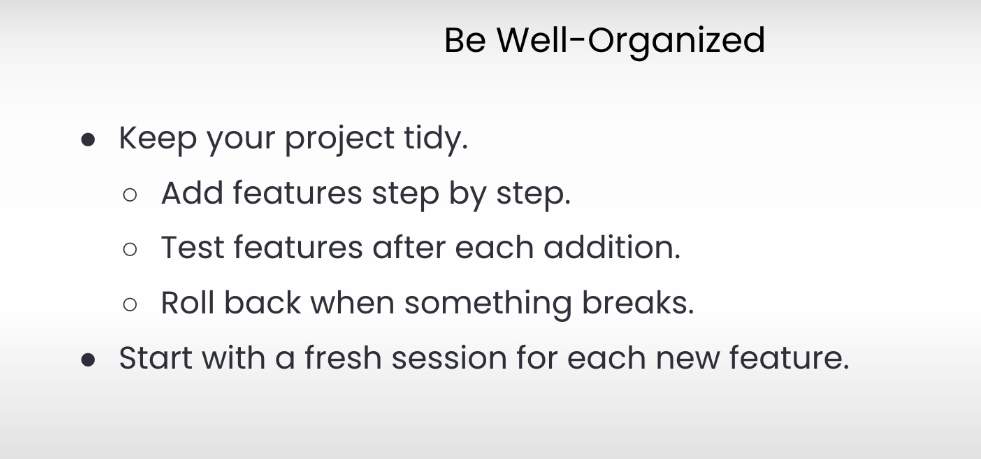 Be Well-Organized
● Keep your project tidy.
○ Add features step by step.
○ Test features after each addition.
○ Roll back when something breaks.
● Start with a fresh session for each new feature.